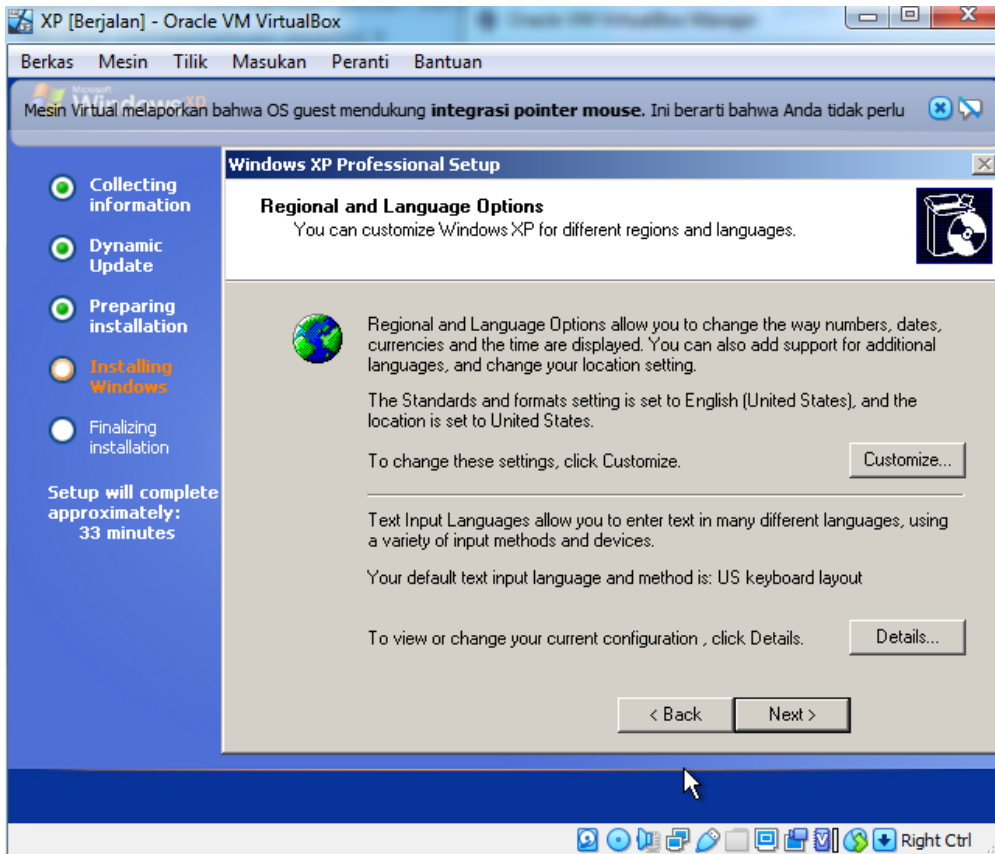 XP [Berjalan] - Oracle VM VirtualBox
Berkas Mesin Tilik Masukan Peranti Bantuan
Microsoft
Windows XP
Mesin Virtual melaporkan bahwa OS guest mendukung integrasi pointer mouse. Ini berarti bahwa Anda tidak perlu
Collecting
information
Dynamic
Update
Preparing
installation
Installing
Windows
Finalizing
installation
Setup will complete
approximately:
33 minutes
Windows XP Professional Setup
Regional and Language Options
You can customize Windows XP for different regions and languages.
Regional and Language Options allow you to change the way numbers, dates,
currencies and the time are displayed. You can also add support for additional
languages, and change your location setting.
The Standards and formats setting is set to English (United States), and the
location is set to United States.
To change these settings, click Customize.
Customize...
Text Input Languages allow you to enter text in many different languages, using
a variety of input methods and devices.
Your default text input language and method is: US keyboard layout
To view or change your current configuration , click Details.
Details...
< Back
Next >
Right Ctrl